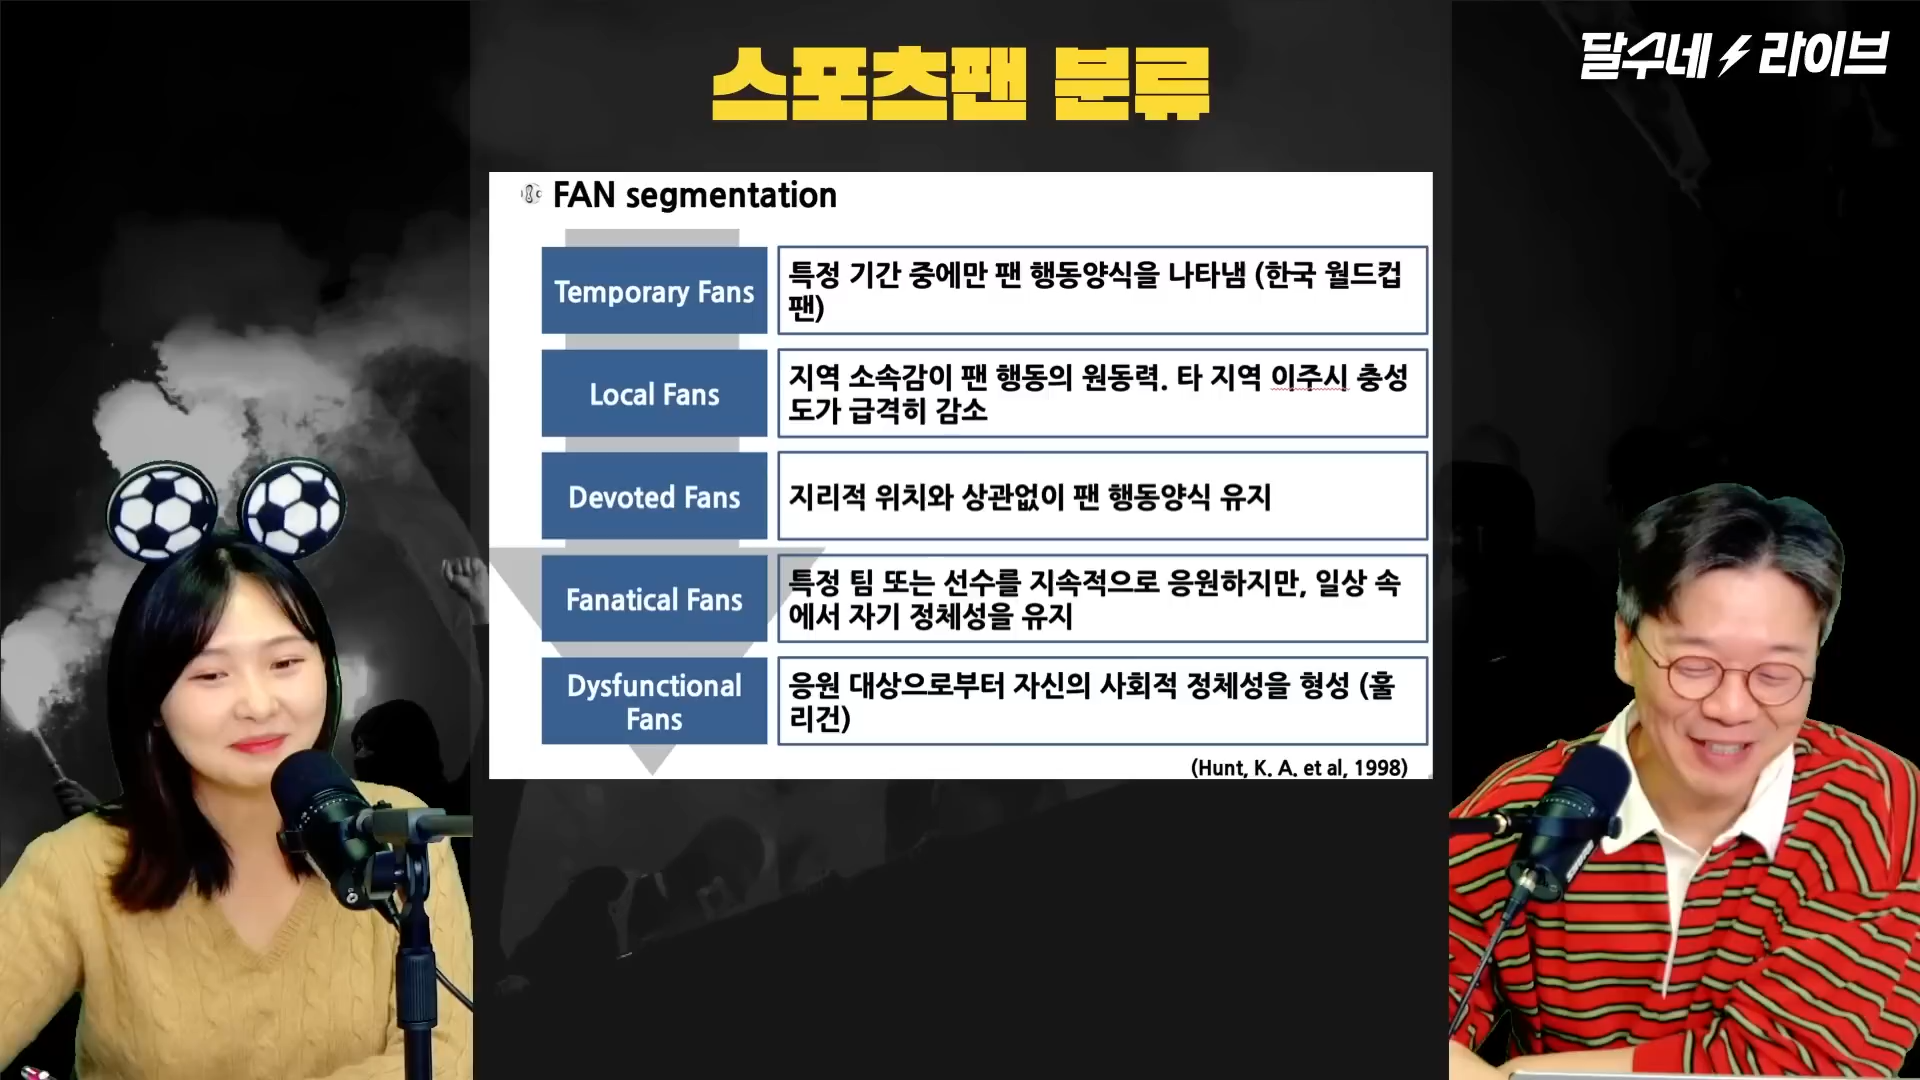 스포츠팬 분류
달수네 라이브
FAN segmentation
Temporary Fans
특정 기간 중에만 팬 행동양식을 나타냄 (한국 월드컵
팬)
Local Fans
지역 소속감이 팬 행동의 원동력. 타 지역 이주시 충성
도가 급격히 감소
Devoted Fans
지리적 위치와 상관없이 팬 행동양식 유지
Fanatical Fans
특정 팀 또는 선수를 지속적으로 응원하지만, 일상 속
에서 자기 정체성을 유지
Dysfunctional
Fans
응원 대상으로부터 자신의 사회적 정체성을 형성 (훌
리건)
(Hunt, K. A. et al, 1998)